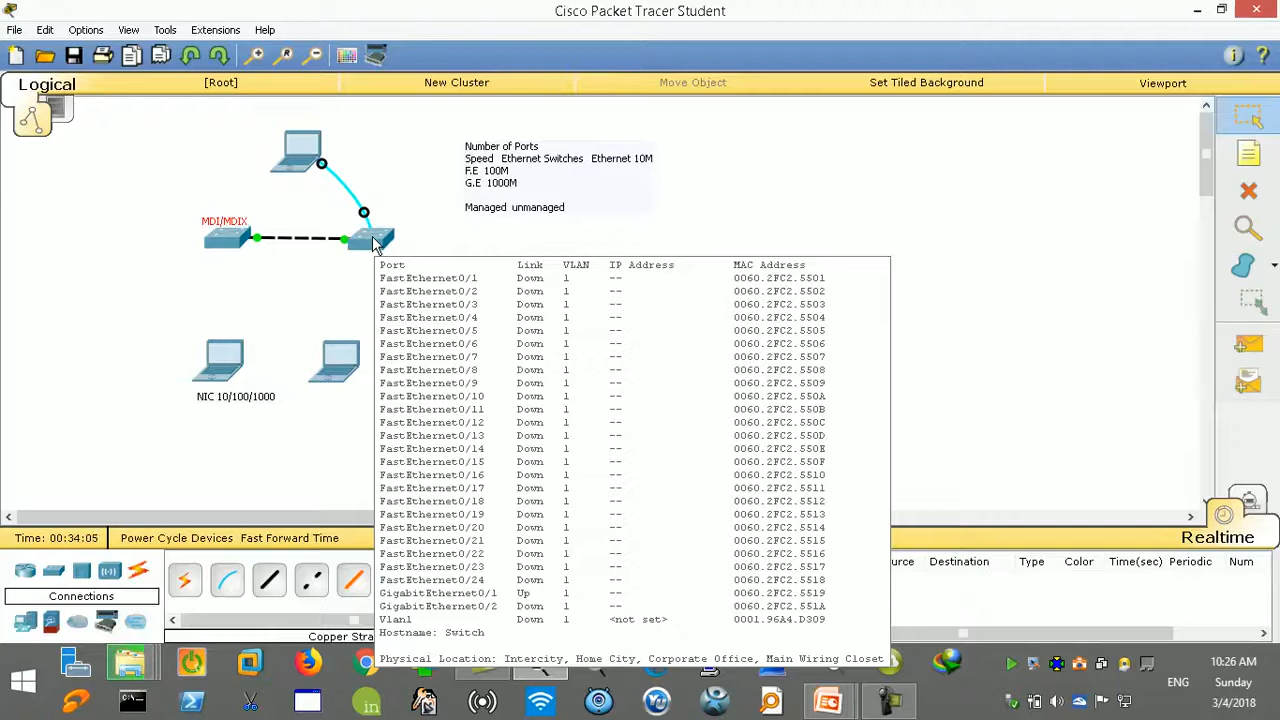 Cisco Packet Tracer Student
File Edit Options View Tools Extensions Help
Logical [Root] New Cluster Move Object Set Tiled Background Viewport
Number of Ports
Speed Ethernet Switches Ethernet 10M
F.E 100M
G.E 1000M
Managed unmanaged
MDI/MDIX
NIC 10/100/1000
Port Link VLAN IP Address MAC Address
FastEthernet0/1 Down 1 -- 0060.2FC2.5501
FastEthernet0/2 Down 1 -- 0060.2FC2.5502
FastEthernet0/3 Down 1 -- 0060.2FC2.5503
FastEthernet0/4 Down 1 -- 0060.2FC2.5504
FastEthernet0/5 Down 1 -- 0060.2FC2.5505
FastEthernet0/6 Down 1 -- 0060.2FC2.5506
FastEthernet0/7 Down 1 -- 0060.2FC2.5507
FastEthernet0/8 Down 1 -- 0060.2FC2.5508
FastEthernet0/9 Down 1 -- 0060.2FC2.5509
FastEthernet0/10 Down 1 -- 0060.2FC2.550A
FastEthernet0/11 Down 1 -- 0060.2FC2.550B
FastEthernet0/12 Down 1 -- 0060.2FC2.550C
FastEthernet0/13 Down 1 -- 0060.2FC2.550D
FastEthernet0/14 Down 1 -- 0060.2FC2.550E
FastEthernet0/15 Down 1 -- 0060.2FC2.550F
FastEthernet0/16 Down 1 -- 0060.2FC2.5510
FastEthernet0/17 Down 1 -- 0060.2FC2.5511
FastEthernet0/18 Down 1 -- 0060.2FC2.5512
FastEthernet0/19 Down 1 -- 0060.2FC2.5513
FastEthernet0/20 Down 1 -- 0060.2FC2.5514
FastEthernet0/21 Down 1 -- 0060.2FC2.5515
FastEthernet0/22 Down 1 -- 0060.2FC2.5516
FastEthernet0/23 Down 1 -- 0060.2FC2.5517
FastEthernet0/24 Down 1 -- 0060.2FC2.5518
GigabitEthernet0/1 Up 1 -- 0060.2FC2.5519
GigabitEthernet0/2 Down 1 -- 0060.2FC2.551A
Vlan1 Down 1 <not set> 0001.96A4.D309
Hostname: Switch
Physical Location: Intercity, Home City, Corporate Office, Main Wiring Closet
Time: 00:34:05 Power Cycle Devices Fast Forward Time
Realtime
Destination Type Color Time(sec) Periodic Num
Connections
Copper Stra
10:26 AM
ENG Sunday
3/4/2018